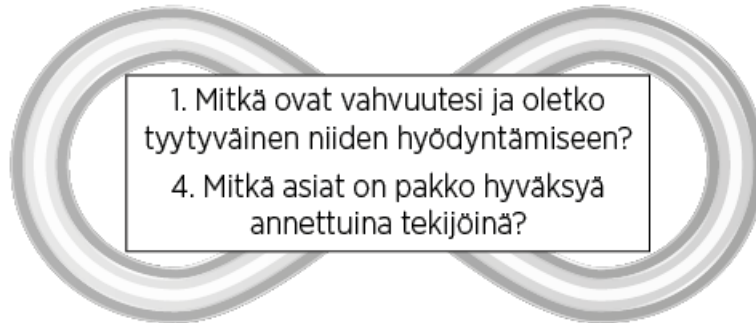 1. Mitkä ovat vahvuutesi ja oletko
tyytyväinen niiden hyödyntämiseen?
4. Mitkä asiat on pakko hyväksyä
annettuina tekijöinä?